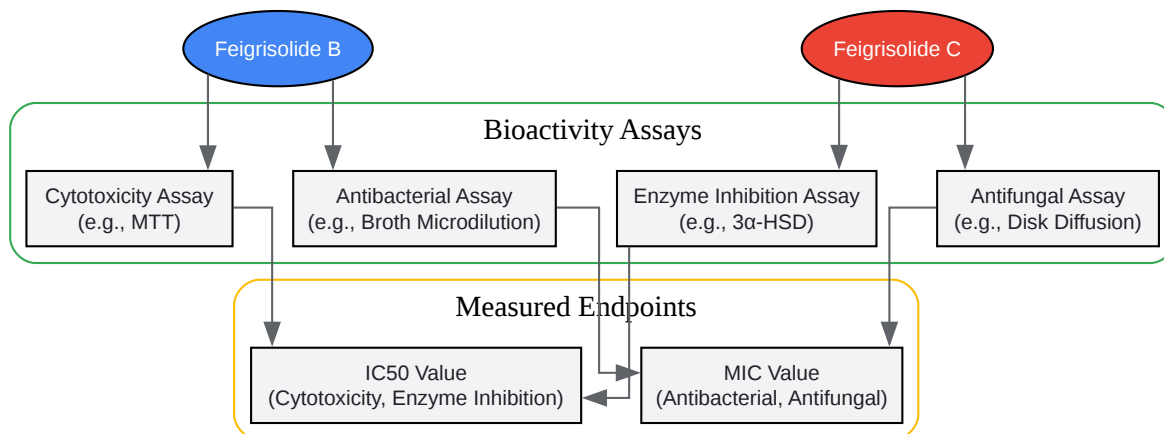 Feigrisolide B
Feigrisolide C
Bioactivity Assays
Cytotoxicity Assay
(e.g., MTT)
Antibacterial Assay
(e.g., Broth Microdilution)
Enzyme Inhibition Assay
(e.g., 3α-HSD)
Antifungal Assay
(e.g., Disk Diffusion)
Measured Endpoints
IC50 Value
(Cytotoxicity, Enzyme Inhibition)
MIC Value
(Antibacterial, Antifungal)